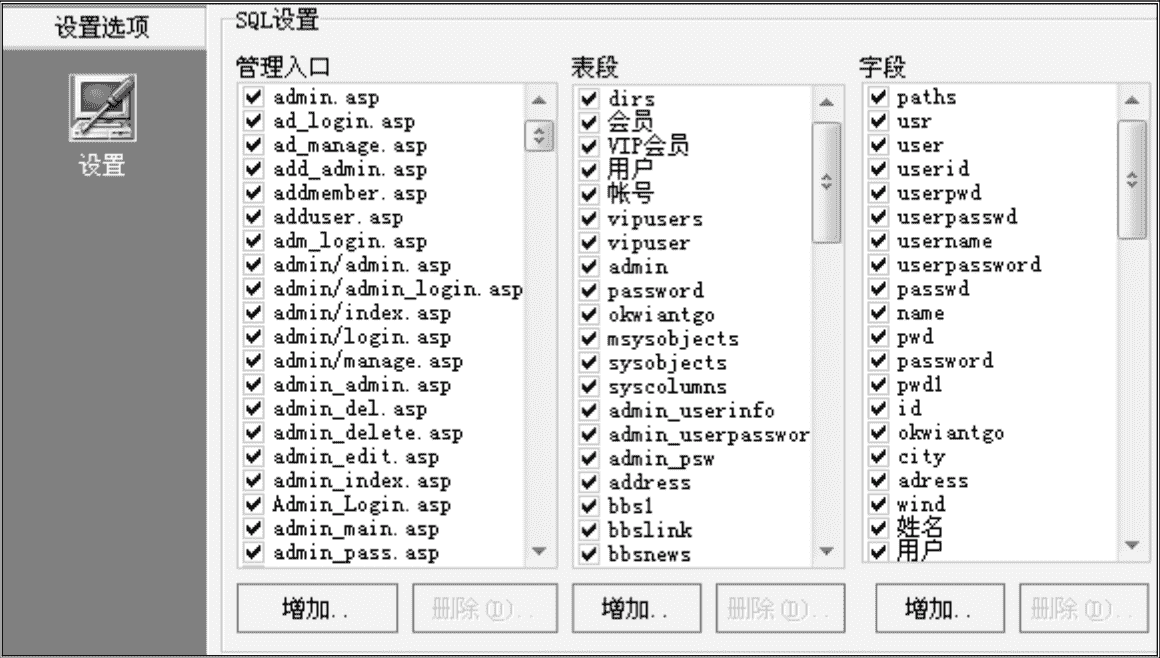 设置选项
设置
SQL设置
管理入口
admin.asp
ad_login.asp
ad_manage.asp
add_admin.asp
addmember.asp
adduser.asp
adm_login.asp
admin/admin.asp
admin/admin_login.asp
admin/index.asp
admin/login.asp
admin/manage.asp
admin_admin.asp
admin_del.asp
admin_delete.asp
admin_edit.asp
admin_index.asp
Admin_Login.asp
admin_main.asp
admin_pass.asp
增加..
删除(D)..
表段
dirs
会员
VIP会员
用户
帐号
vipusers
vipuser
admin
password
okwiantgo
msysobjects
sysobjects
syscolumns
admin_userinfo
admin_userpasswor
admin_psw
address
bbs1
bbslink
bbsnews
增加..
删除(D)..
字段
paths
usr
user
userid
userpwd
userpasswd
username
userpassword
passwd
name
pwd
password
pwd1
id
okwiantgo
city
adress
wind
姓名
用户
增加..
删除(D)..